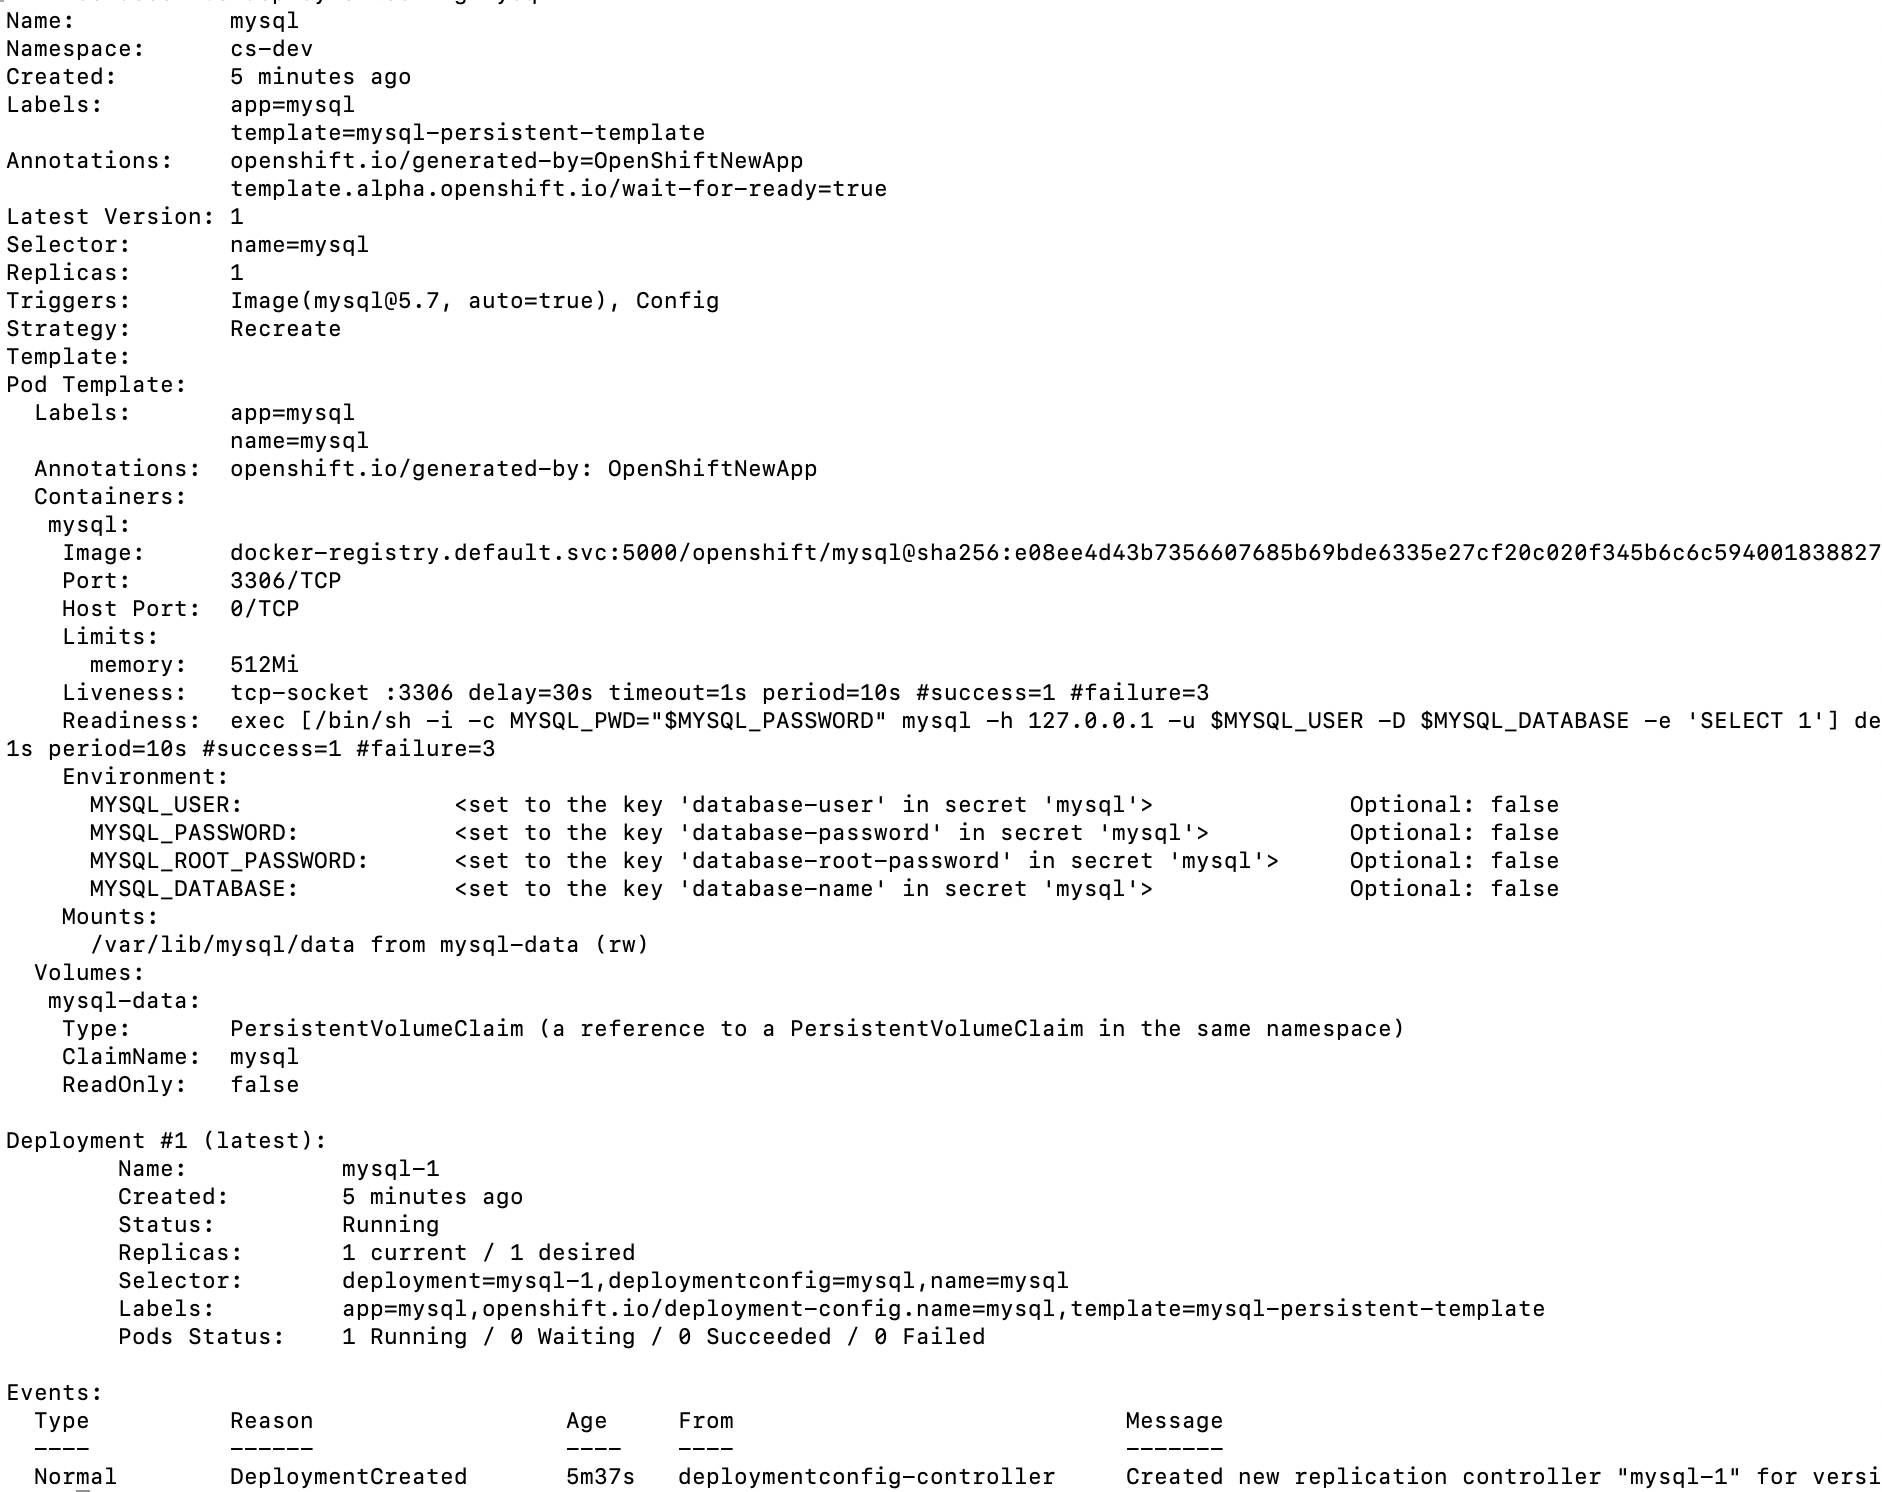 Name: mysql
Namespace: cs-dev
Created: 5 minutes ago
Labels: app=mysql
template=mysql-persistent-template
Annotations: openshift.io/generated-by=OpenShiftNewApp
template.alpha.openshift.io/wait-for-ready=true
Latest Version: 1
Selector: name=mysql
Replicas: 1
Triggers: Image(mysql@5.7, auto=true), Config
Strategy: Recreate
Template:
Pod Template:
Labels: app=mysql
name=mysql
Annotations: openshift.io/generated-by: OpenShiftNewApp
Containers:
mysql:
Image: docker-registry.default.svc:5000/openshift/mysql@sha256:e08ee4d43b7356607685b69bde6335e27cf20c020f345b6c6c594001838827
Port: 3306/TCP
Host Port: 0/TCP
Limits:
memory: 512Mi
Liveness: tcp-socket :3306 delay=30s timeout=1s period=10s #success=1 #failure=3
Readiness: exec [/bin/sh -i -c MYSQL_PWD="$MYSQL_PASSWORD" mysql -h 127.0.0.1 -u $MYSQL_USER -D $MYSQL_DATABASE -e 'SELECT 1'] de
1s period=10s #success=1 #failure=3
Environment:
MYSQL_USER: <set to the key 'database-user' in secret 'mysql'> Optional: false
MYSQL_PASSWORD: <set to the key 'database-password' in secret 'mysql'> Optional: false
MYSQL_ROOT_PASSWORD: <set to the key 'database-root-password' in secret 'mysql'> Optional: false
MYSQL_DATABASE: <set to the key 'database-name' in secret 'mysql'> Optional: false
Mounts:
/var/lib/mysql/data from mysql-data (rw)
Volumes:
mysql-data:
Type: PersistentVolumeClaim (a reference to a PersistentVolumeClaim in the same namespace)
ClaimName: mysql
ReadOnly: false
Deployment #1 (latest):
Name: mysql-1
Created: 5 minutes ago
Status: Running
Replicas: 1 current / 1 desired
Selector: deployment=mysql-1,deploymentconfig=mysql,name=mysql
Labels: app=mysql,openshift.io/deployment-config.name=mysql,template=mysql-persistent-template
Pods Status: 1 Running / 0 Waiting / 0 Succeeded / 0 Failed
Events:
Type Reason Age From Message
---- ------ ---- ---- -------
Normal DeploymentCreated 5m37s deploymentconfig-controller Created new replication controller "mysql-1" for versi